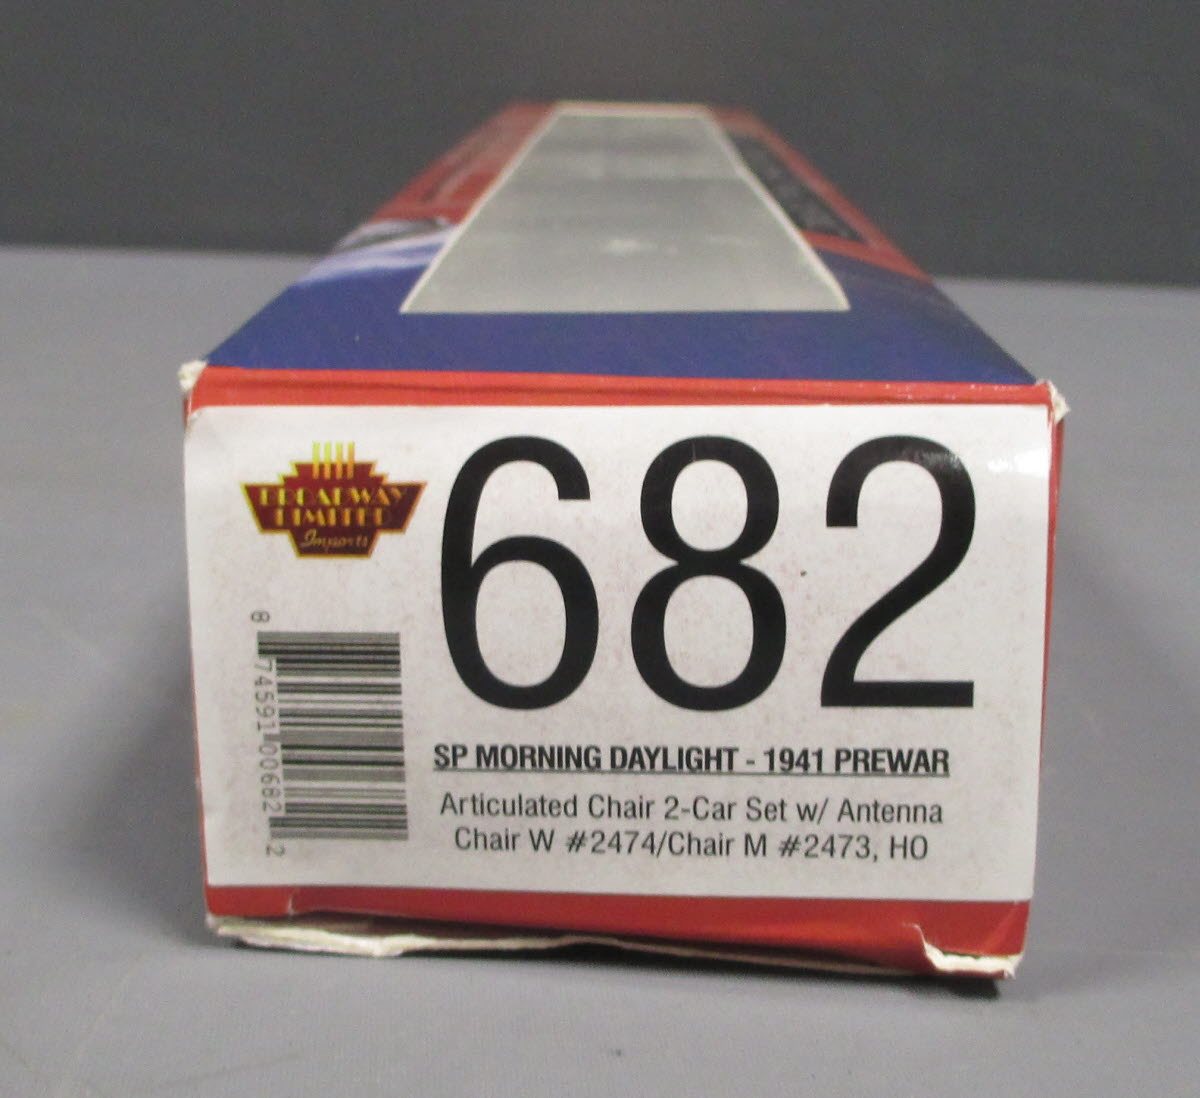 BROADWAY
LIMITED
Imports
682
8 74591 00682 2
SP MORNING DAYLIGHT - 1941 PREWAR
Articulated Chair 2-Car Set w/ Antenna
Chair W #2474/Chair M #2473, HO